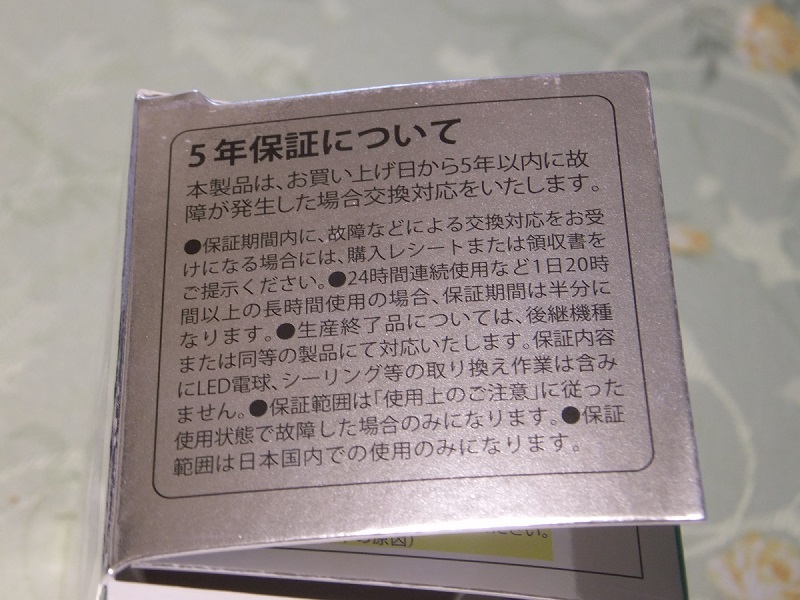 5年保証について
本製品は、お買い上げ日から5年以内に故
障が発生した場合交換対応をいたします。
●保証期間内に、故障などによる交換対応をお受
けになる場合には、購入レシートまたは領収書を
ご提示ください。●24時間連続使用など1日20時
間以上の長時間使用の場合、保証期間は半分に
なります。●生産終了品については、後継機種
または同等の製品にて対応いたします。保証内容
にLED電球、シーリング等の取り換え作業は含み
ません。●保証範囲は「使用上のご注意」に従った
使用状態で故障した場合のみになります。●保証
範囲は日本国内での使用のみになります。
ださい。
の原因)